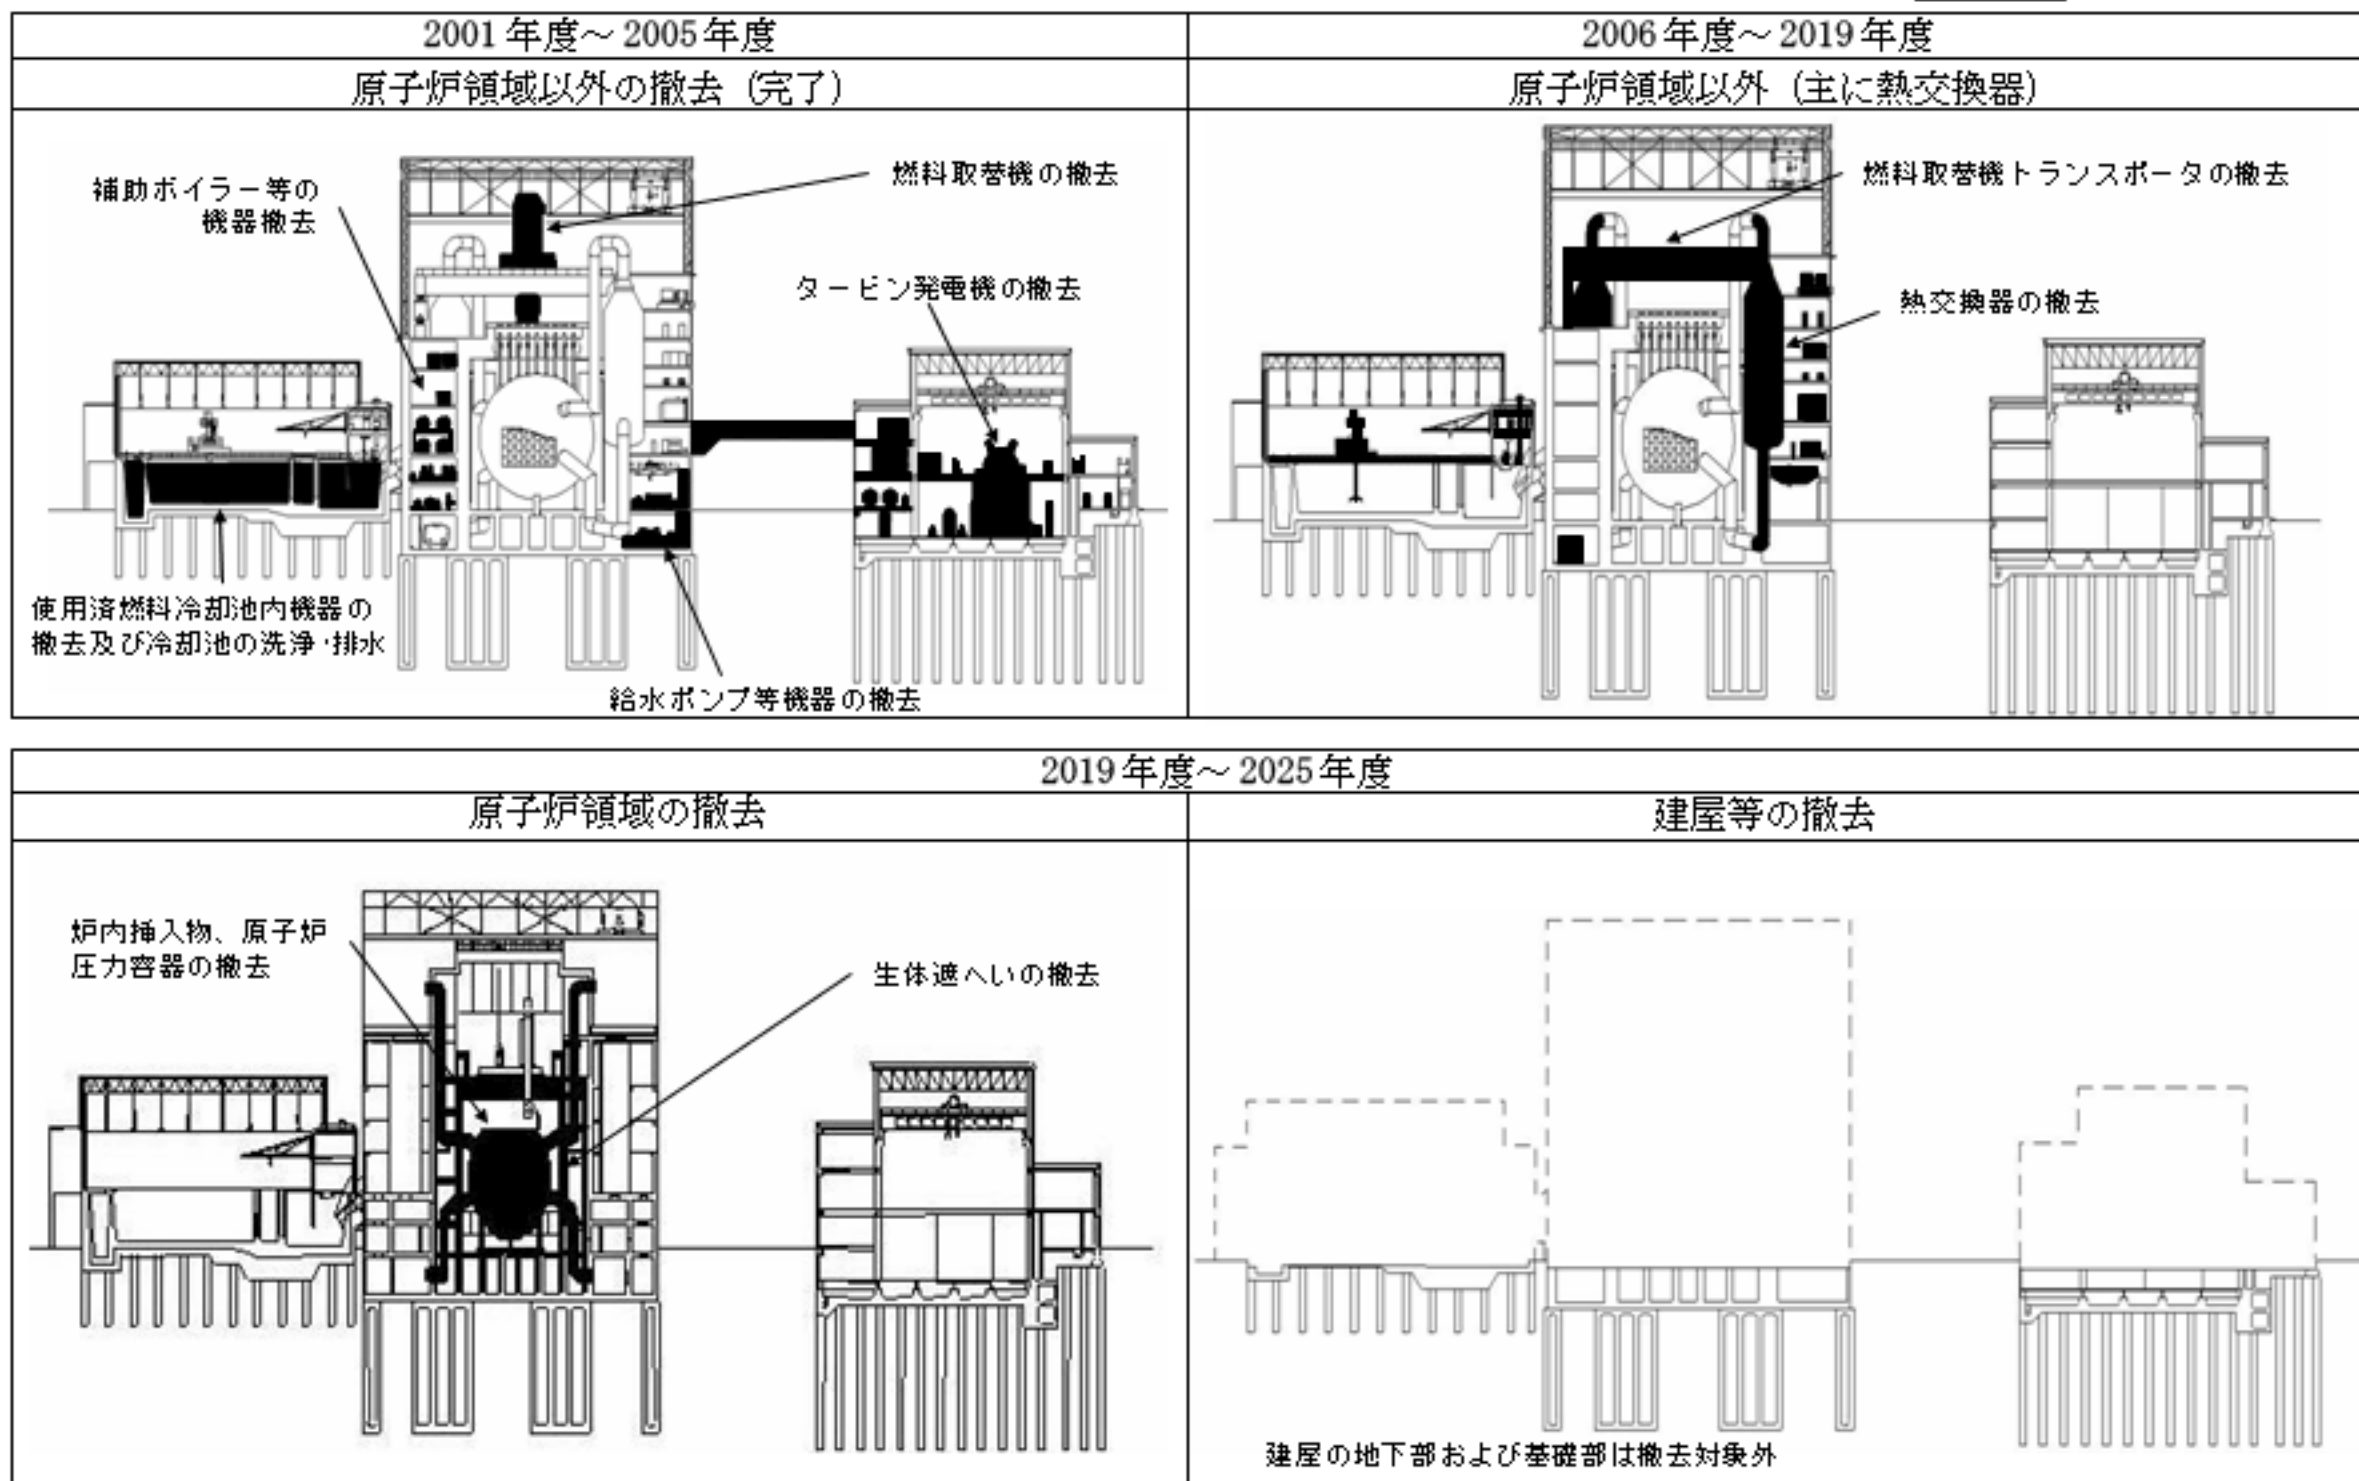 2001年度～2005年度
2006年度～2019年度
原子炉領域以外の撤去（完了）
原子炉領域以外（主に熱交換器）
補助ボイラー等の
機器撤去
燃料取替機の撤去
タービン発電機の撤去
使用済燃料冷却池内機器の
撤去及び冷却池の洗浄・排水
給水ポンプ等機器の撤去
燃料取替機トランスポータの撤去
熱交換器の撤去
2019年度～2025年度
原子炉領域の撤去
建屋等の撤去
炉内挿入物、原子炉
圧力容器の撤去
生体遮へいの撤去
建屋の地下部および基礎部は撤去対象外